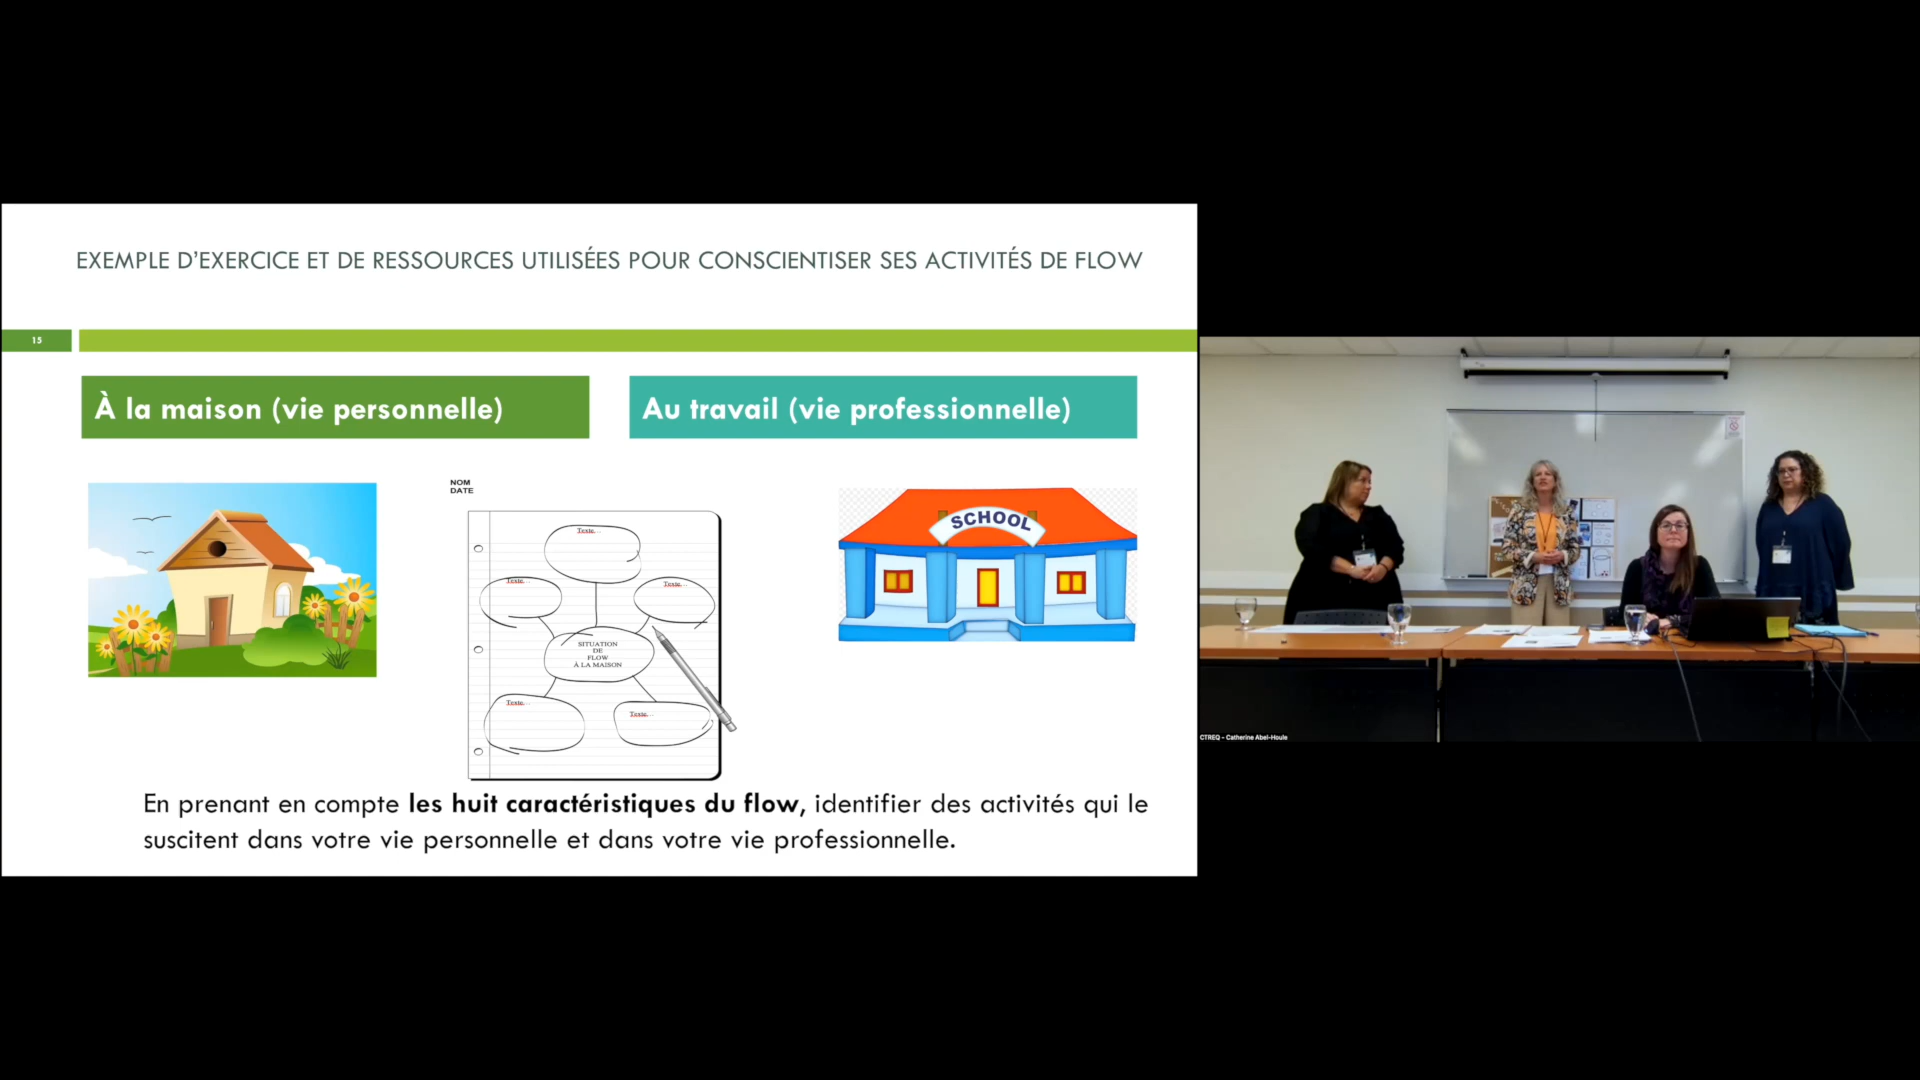 EXEMPLE D'EXERCICE ET DE RESSOURCES UTILISÉES POUR CONSCIENTISER SES ACTIVITÉS DE FLOW
15
À la maison (vie personnelle)
Au travail (vie professionnelle)
NOM
DATE
Texte...
Texte...
Texte...
SITUATION
DE
FLOW
À LA MAISON
Texte...
Texte...
SCHOOL
En prenant en compte les huit caractéristiques du flow, identifier des activités qui le
suscitent dans votre vie personnelle et dans votre vie professionnelle.
CTREQ - Catherine Abel-Houle